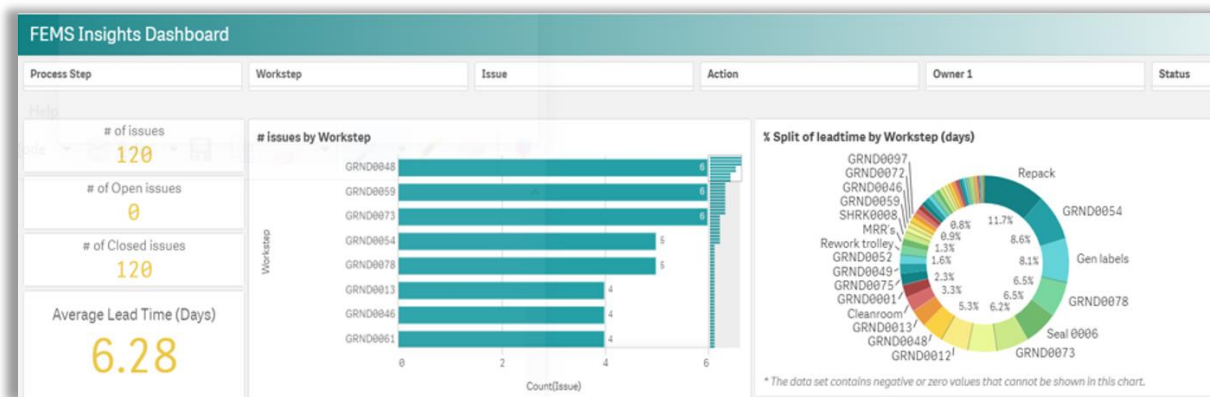 FEMS Insights Dashboard
Process Step
Workstep
Issue
Action
Owner 1
Status
Help
# of issues
120
# of Open issues
0
# of Closed issues
120
Average Lead Time (Days)
6.28
# issues by Workstep
Workstep
GRND0048
6
GRND0059
6
GRND0073
6
GRND0054
5
GRND0078
5
GRND0013
4
GRND0046
4
GRND0061
4
0
2
4
6
Count(Issue)
% Split of leadtime by Workstep (days)
GRND0097
GRND0072
GRND0046
GRND0059
SHRK0008
MRR's
Rework trolley
GRND0052
GRND0049
GRND0075
GRND0001
Cleanroom
GRND0013
GRND0048
GRND0012
Repack
GRND0054
Gen labels
GRND0078
Seal 0006
GRND0073
0.8%
11.7%
0.9%
8.6%
1.3%
1.6%
8.1%
2.3%
6.5%
3.3%
6.5%
5.3%
6.2%
* The data set contains negative or zero values that cannot be shown in this chart.